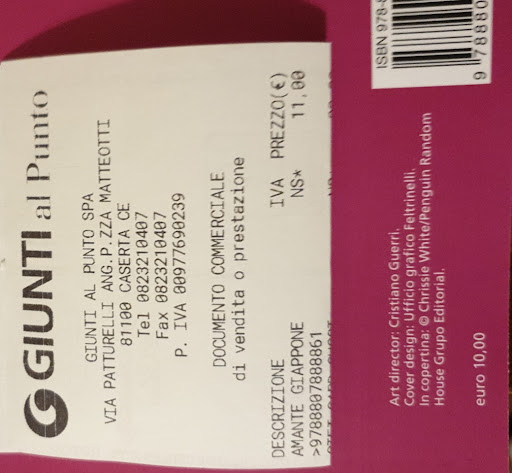 GIUNTI al Punto
GIUNTI AL PUNTO SPA
VIA PATTURELLI ANG.P.ZZA MATTEOTTI
81100 CASERTA CE
Tel 0823210407
Fax 0823210407
P. IVA 00977690239
DOCUMENTO COMMERCIALE
di vendita o prestazione
DESCRIZIONE IVA PREZZO(€)
AMANTE GIAPPONE NS* 11,00
>9788807888861
ISBN 978-8
9 78880
Art director: Cristiano Guerri.
Cover design: Ufficio grafico Feltrinelli.
In copertina: © Chrissie White/Penguin Random
House Grupo Editorial.
euro 10,00